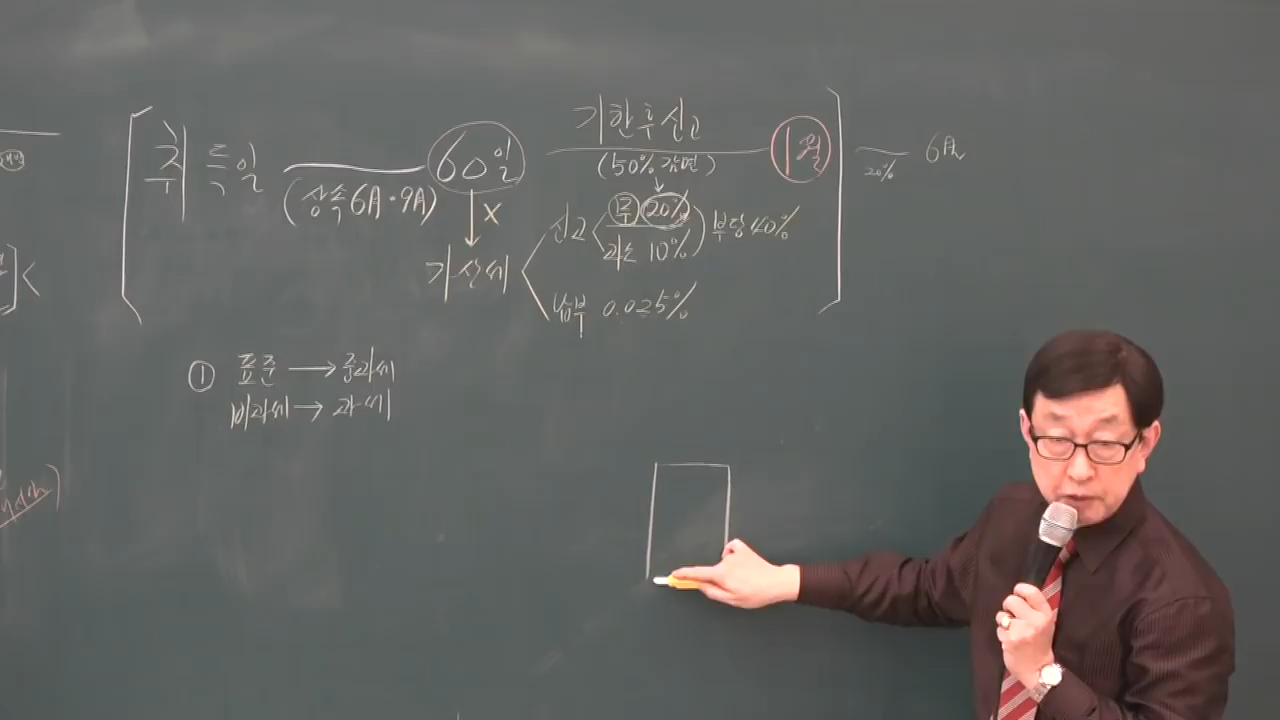 취득일 60일 기한후신고 1월
(상속 6月·9月) (50% 감면) 20% 6月
X
가산세 신고 무 20% 부당 40%
과소 10%
납부 0.025%
① 표준 → 중과세
비과세 → 과세